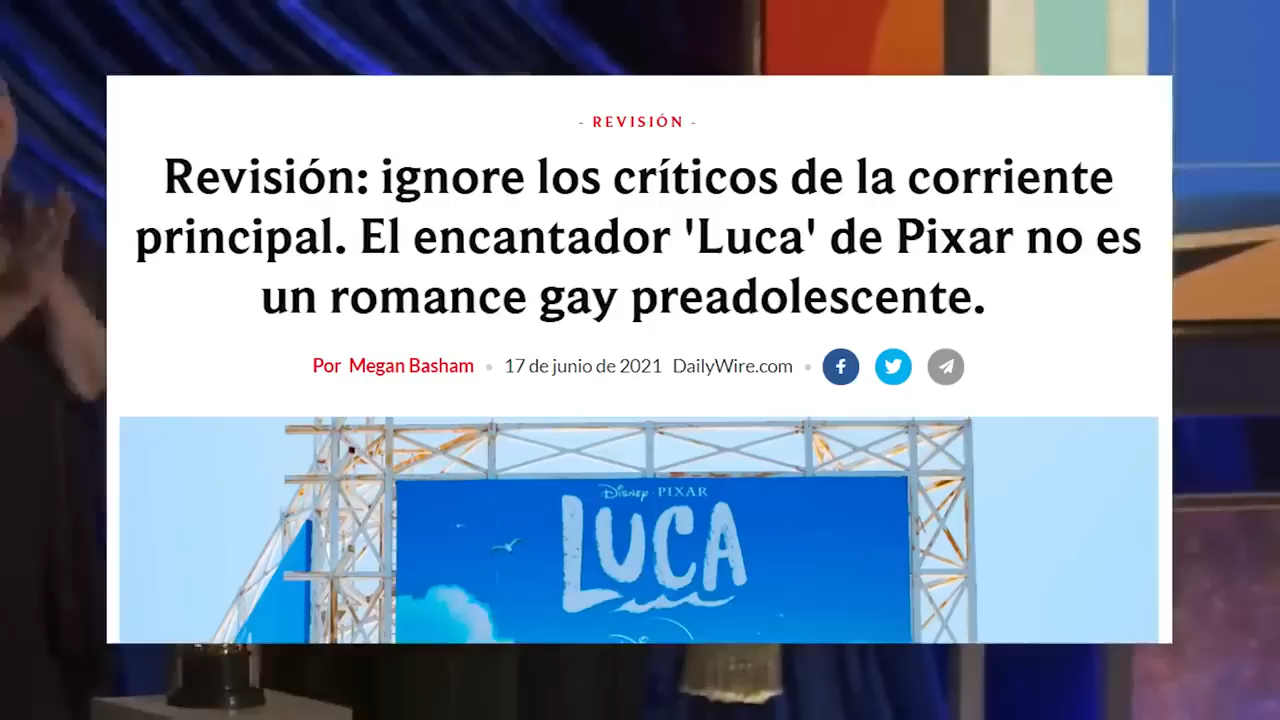 - REVISIÓN -
Revisión: ignore los críticos de la corriente
principal. El encantador 'Luca' de Pixar no es
un romance gay preadolescente.
Por Megan Basham • 17 de junio de 2021 DailyWire.com •
Disney · PIXAR
LUCA